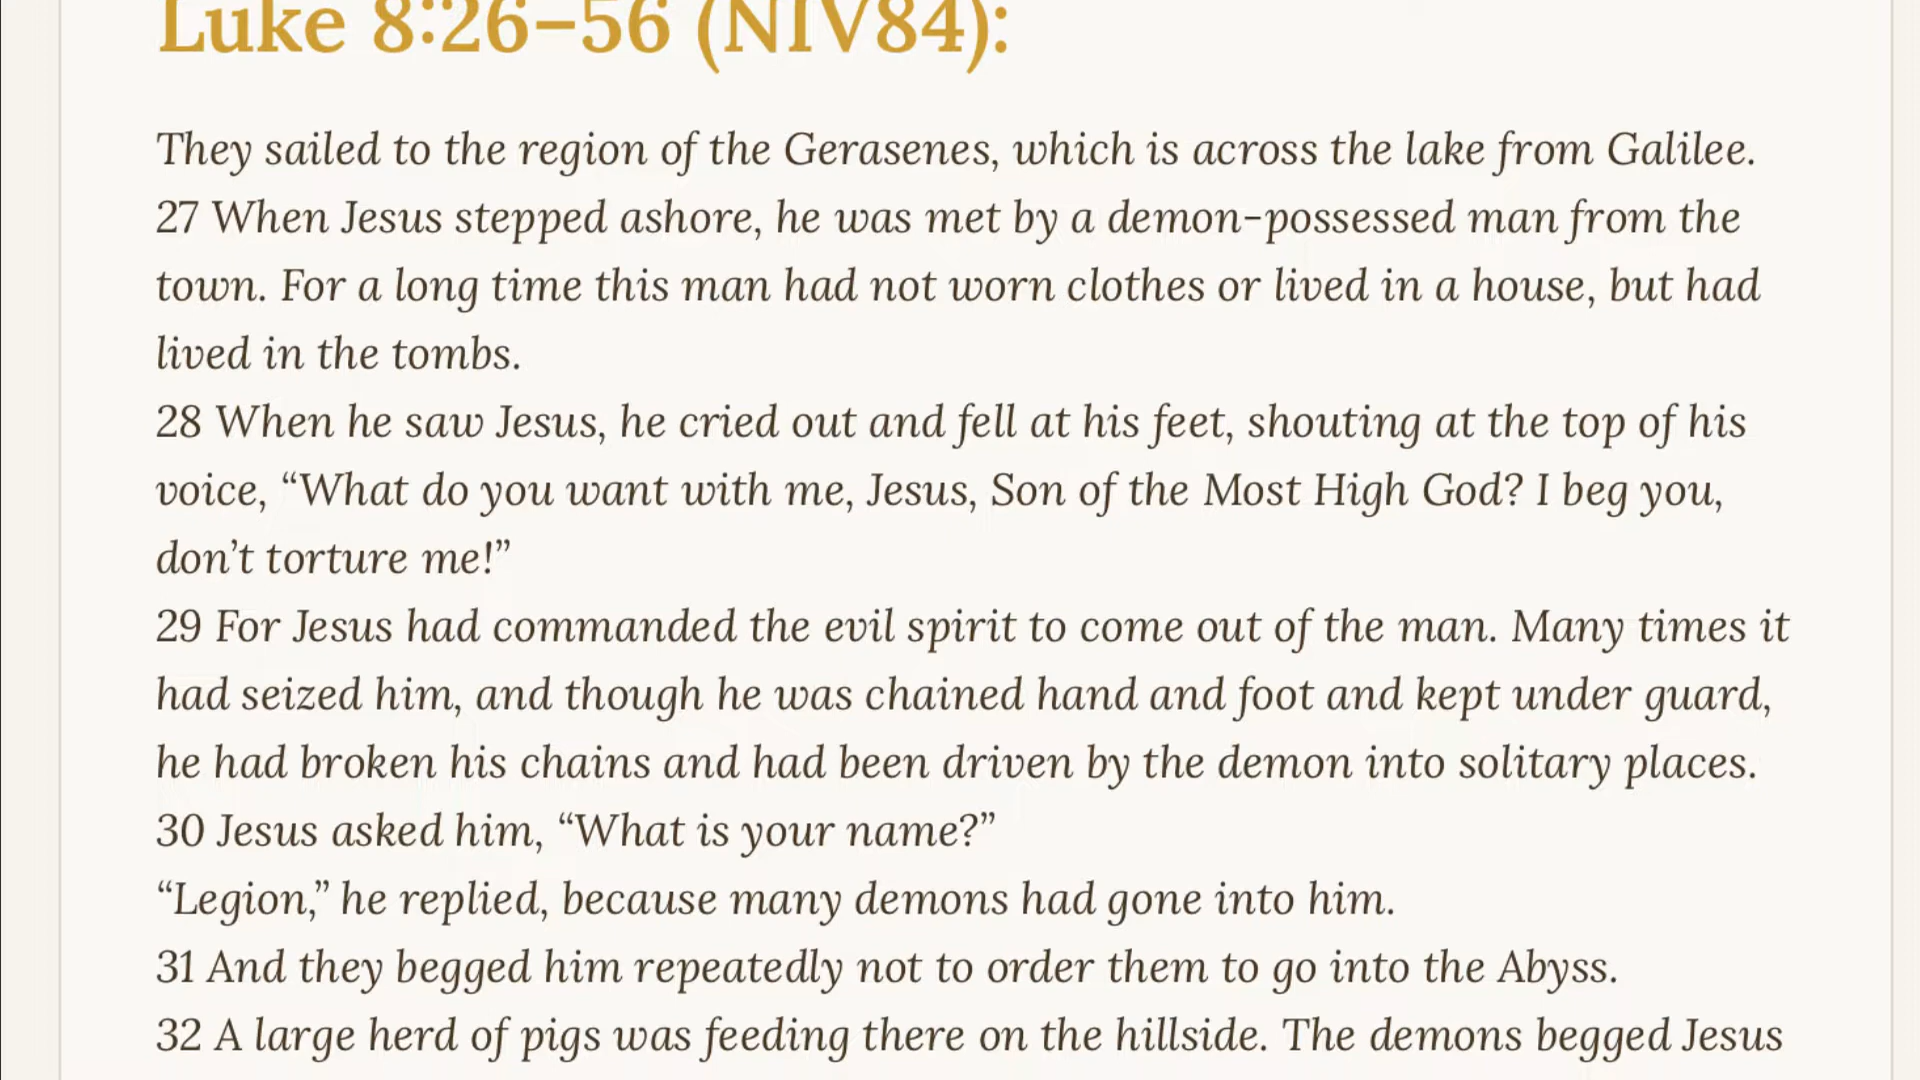 Luke 8:26–56 (NIV84):
They sailed to the region of the Gerasenes, which is across the lake from Galilee.
27 When Jesus stepped ashore, he was met by a demon-possessed man from the
town. For a long time this man had not worn clothes or lived in a house, but had
lived in the tombs.
28 When he saw Jesus, he cried out and fell at his feet, shouting at the top of his
voice, “What do you want with me, Jesus, Son of the Most High God? I beg you,
don’t torture me!”
29 For Jesus had commanded the evil spirit to come out of the man. Many times it
had seized him, and though he was chained hand and foot and kept under guard,
he had broken his chains and had been driven by the demon into solitary places.
30 Jesus asked him, “What is your name?”
“Legion,” he replied, because many demons had gone into him.
31 And they begged him repeatedly not to order them to go into the Abyss.
32 A large herd of pigs was feeding there on the hillside. The demons begged Jesus